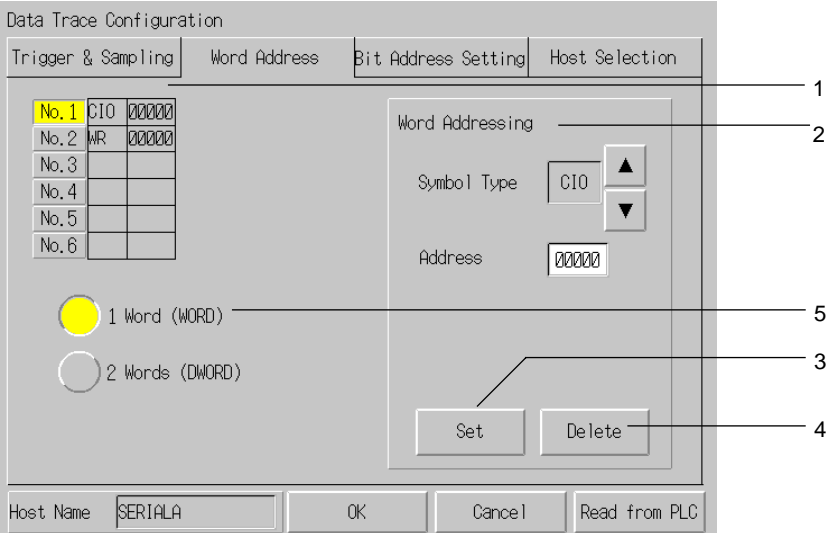 Data Trace Configuration
Trigger & Sampling Word Address Bit Address Setting Host Selection
1
No.1 CIO 00000
No.2 WR 00000
No.3
No.4
No.5
No.6
Word Addressing
2
Symbol Type CIO ▲
▼
Address 00000
1 Word (WORD)
5
2 Words (DWORD)
3
Set Delete
4
Host Name SERIALA OK Cancel Read from PLC